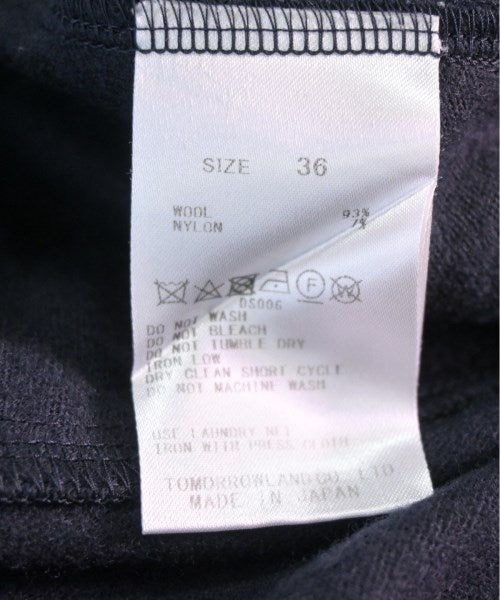 SIZE 36
WOOL 93%
NYLON 7%
F W
DS006
DO NOT WASH
DO NOT BLEACH
DO NOT TUMBLE DRY
IRON LOW
DRY CLEAN SHORT CYCLE
DO NOT MACHINE WASH
USE LAUNDRY NET
IRON WITH PRESS CLOTH
TOMORROWLAND CO., LTD
MADE IN JAPAN